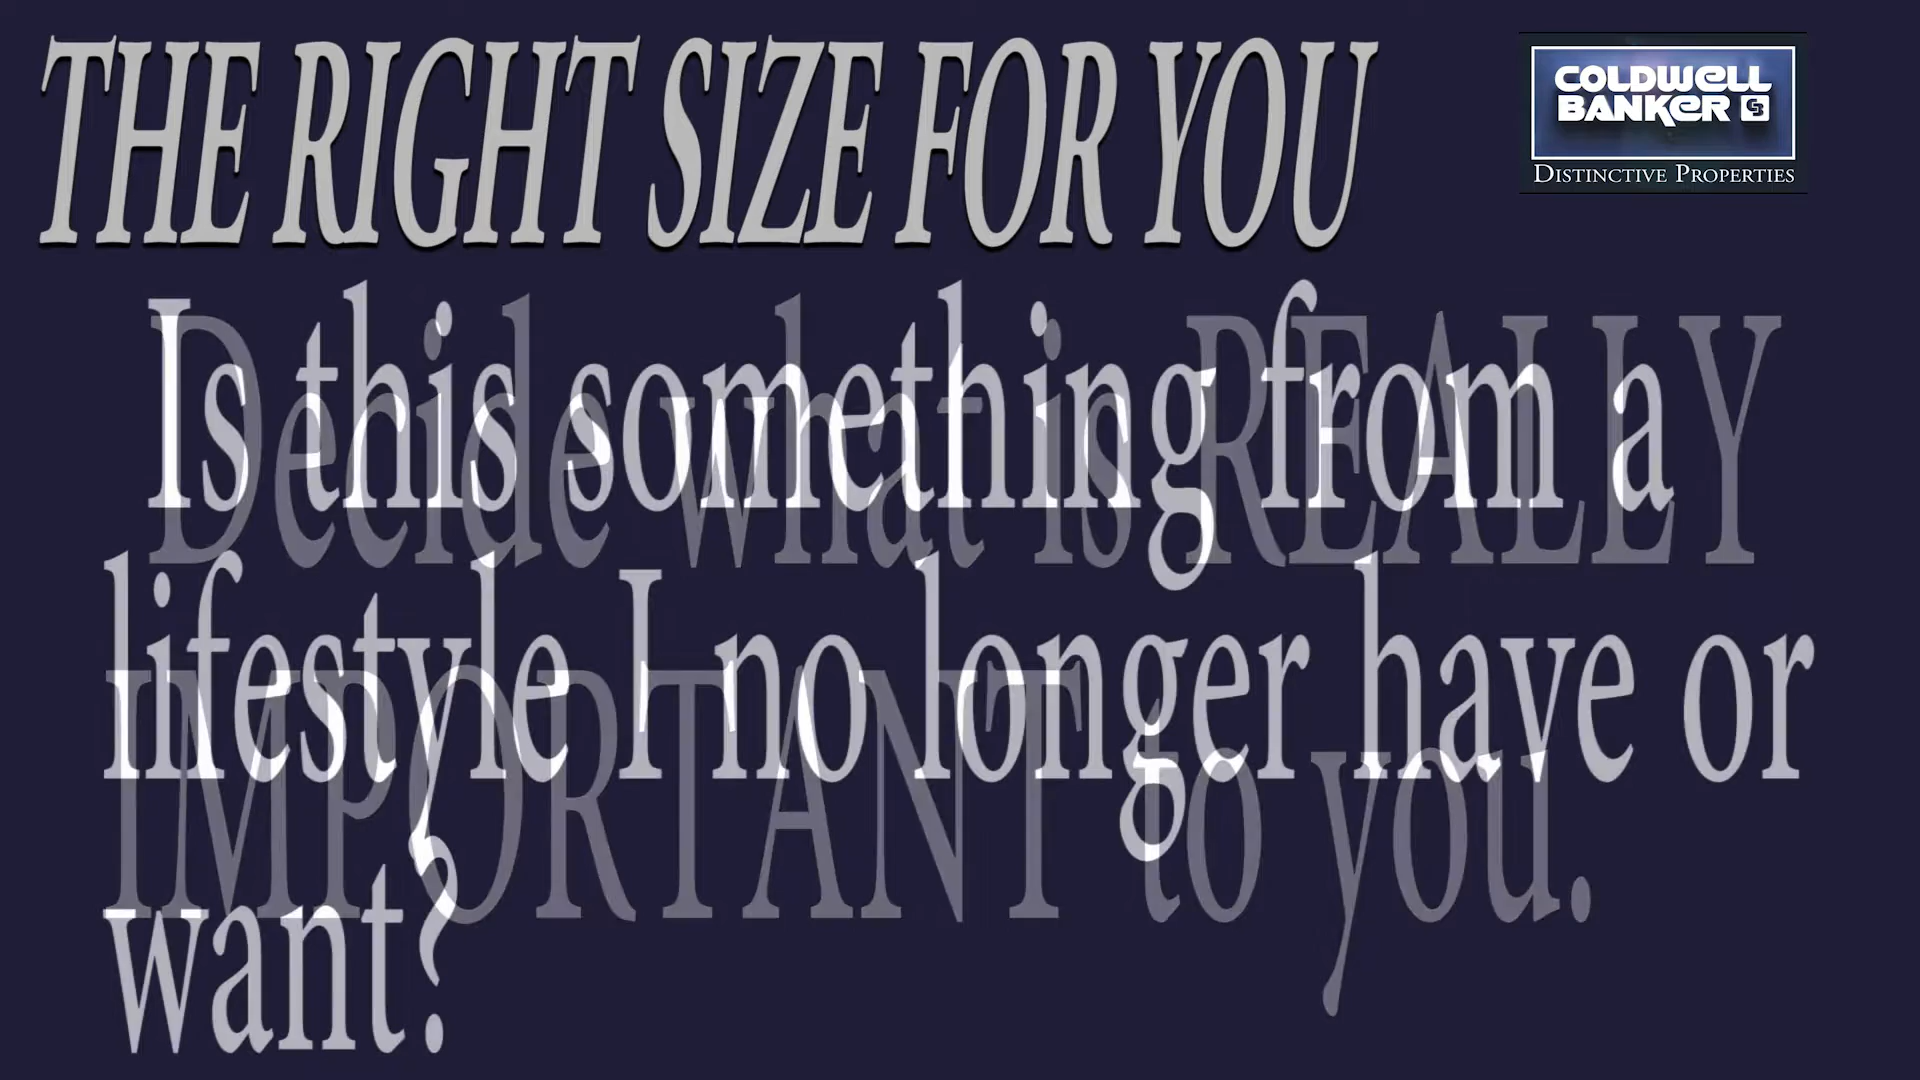 THE RIGHT SIZE FOR YOU
COLDWELL
BANKER CB
DISTINCTIVE PROPERTIES
Is this something from a
lifestyle I no longer have or
want?
Decide what is REALLY
IMPORTANT to you.